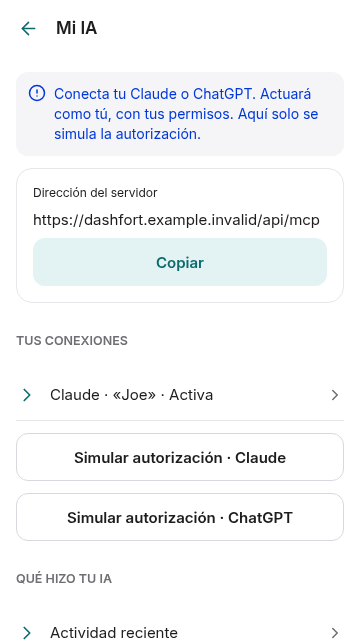 Mi IA
Conecta tu Claude o ChatGPT. Actuará
como tú, con tus permisos. Aquí solo se
simula la autorización.
Dirección del servidor
https://dashfort.example.invalid/api/mcp
Copiar
TUS CONEXIONES
Claude · «Joe» · Activa
Simular autorización · Claude
Simular autorización · ChatGPT
QUÉ HIZO TU IA
Actividad reciente